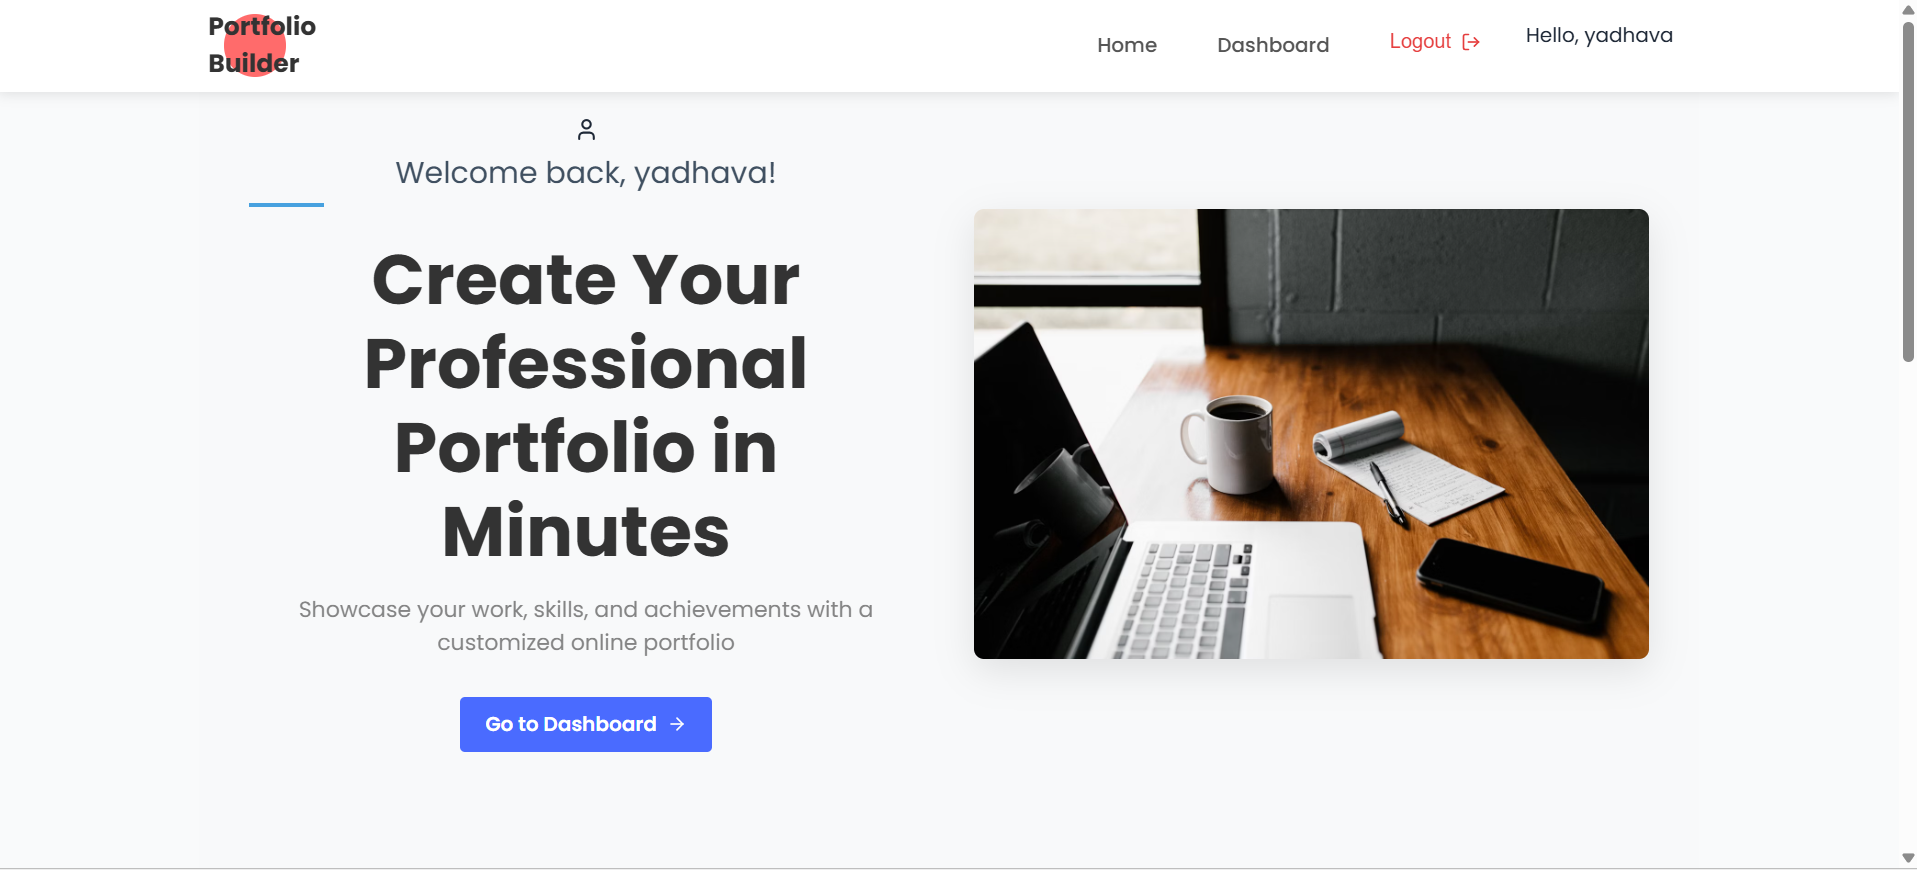 Portfolio
Builder
Home
Dashboard
Logout
Hello, yadhava
Welcome back, yadhava!
Create Your
Professional
Portfolio in
Minutes
Showcase your work, skills, and achievements with a
customized online portfolio
Go to Dashboard